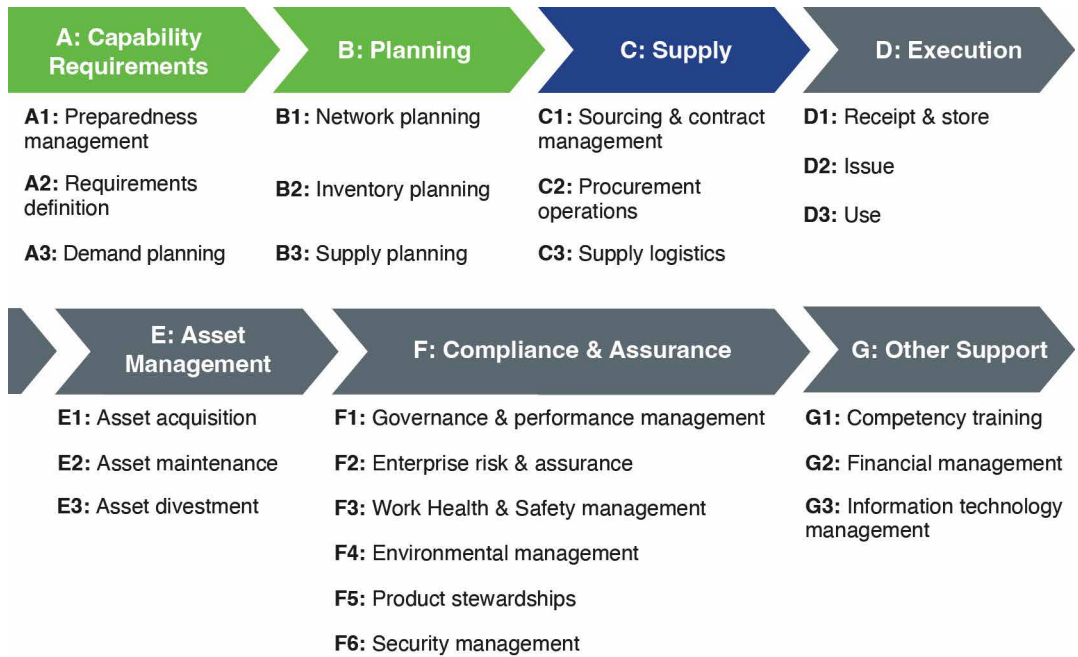 A: Capability
Requirements
B: Planning
C: Supply
D: Execution
A1: Preparedness
management
A2: Requirements
definition
A3: Demand planning
B1: Network planning
B2: Inventory planning
B3: Supply planning
C1: Sourcing & contract
management
C2: Procurement
operations
C3: Supply logistics
D1: Receipt & store
D2: Issue
D3: Use
E: Asset
Management
F: Compliance & Assurance
G: Other Support
E1: Asset acquisition
E2: Asset maintenance
E3: Asset divestment
F1: Governance & performance management
F2: Enterprise risk & assurance
F3: Work Health & Safety management
F4: Environmental management
F5: Product stewardships
F6: Security management
G1: Competency training
G2: Financial management
G3: Information technology
management